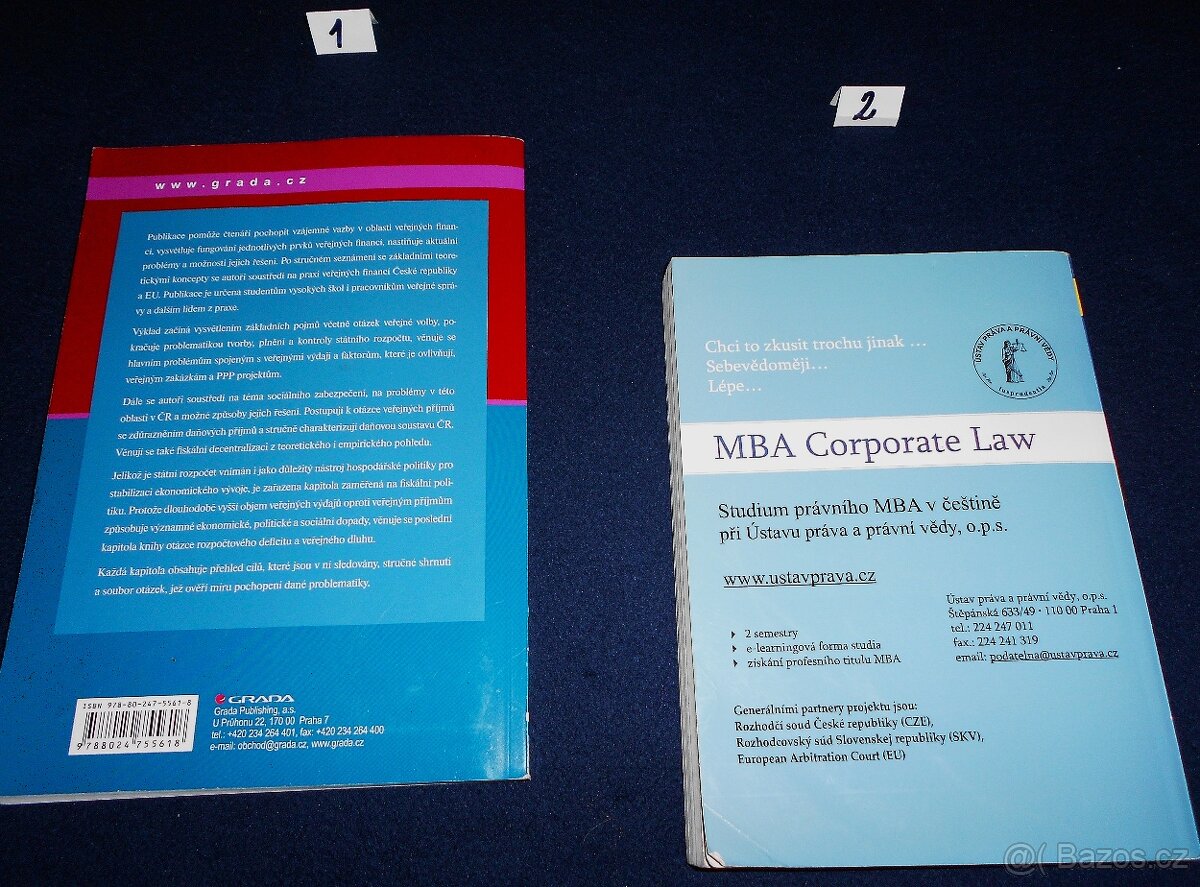 1
2
www.grada.cz
Publikace pomůže čtenáři pochopit vzájemné vazby v oblasti veřejných finan-
cí, vysvětluje fungování jednotlivých prvků veřejných financí, nastiňuje aktuální
problémy a možnosti jejich řešení. Po stručném seznámení se základními teore-
tickými koncepty se autoři soustředí na praxi veřejných financí České republiky
a EU. Publikace je určená studentům vysokých škol i pracovníkům veřejné sprá-
vy a dalším lidem z praxe.
Výklad začíná vysvětlením základních pojmů včetně otázek veřejné volby, po-
kračuje problematikou tvorby, plnění a kontroly státního rozpočtu, věnuje se
hlavním problémům spojeným s veřejnými výdaji a faktorům, které je ovlivňují,
veřejným zakázkám a PPP projektům.
Dále se autoři soustředí na téma sociálního zabezpečení, na problémy v této
oblasti v ČR a možné způsoby jejich řešení. Postupují k otázce veřejných příjmů
se zdůrazněním daňových příjmů a stručně charakterizují daňovou soustavu ČR.
Věnují se také fiskální decentralizaci z teoretického i empirického pohledu.
Jelikož je státní rozpočet vnímán i jako důležitý nástroj hospodářské politiky pro
stabilizaci ekonomického vývoje, je zařazena kapitola zaměřená na fiskální poli-
tiku. Protože dlouhodobě vyšší objem veřejných výdajů oproti veřejným příjmům
způsobuje významné ekonomické, politické a sociální dopady, věnuje se poslední
kapitola knihy otázce rozpočtového deficitu a veřejného dluhu.
Každá kapitola obsahuje přehled cílů, které jsou v ní sledovány, stručné shrnutí
a soubor otázek, jež ověří míru pochopení dané problematiky.
ISBN 978-80-247-5561-8
9788024755618
GRADA
Grada Publishing, a.s.
U Průhonu 22, 170 00 Praha 7
tel.: +420 234 264 401, fax: +420 234 264 400
e-mail: obchod@grada.cz, www.grada.cz
Chci to zkusit trochu jinak ...
Sebevědoměji...
Lépe...
ÚSTAV PRÁVA A PRÁVNÍ VĚDY
Iusprudentia
MBA Corporate Law
Studium právního MBA v češtině
při Ústavu práva a právní vědy, o.p.s.
www.ustavprava.cz
2 semestry
e-learningová forma studia
získání profesního titulu MBA
Ústav práva a právní vědy, o.p.s.
Štěpánská 633/49 • 110 00 Praha 1
tel.: 224 247 011
fax.: 224 241 319
email: podatelna@ustavprava.cz
Generálními partnery projektu jsou:
Rozhodčí soud České republiky (CZE),
Rozhodcovský súd Slovenskej republiky (SKV),
European Arbitration Court (EU)
@( Bazos.cz